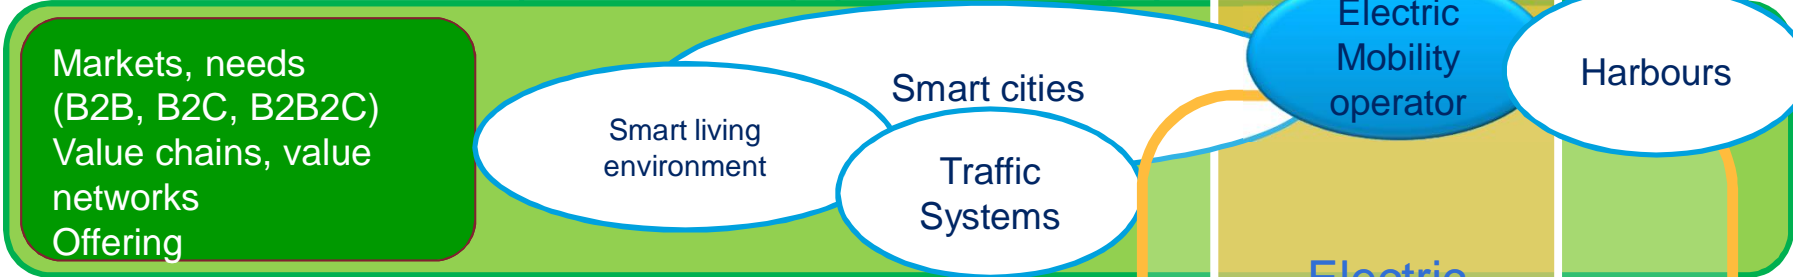 Markets, needs
(B2B, B2C, B2B2C)
Value chains, value
networks
Offering
Smart living
environment
Smart cities
Traffic
Systems
Electric
Mobility
operator
Harbours
Electric